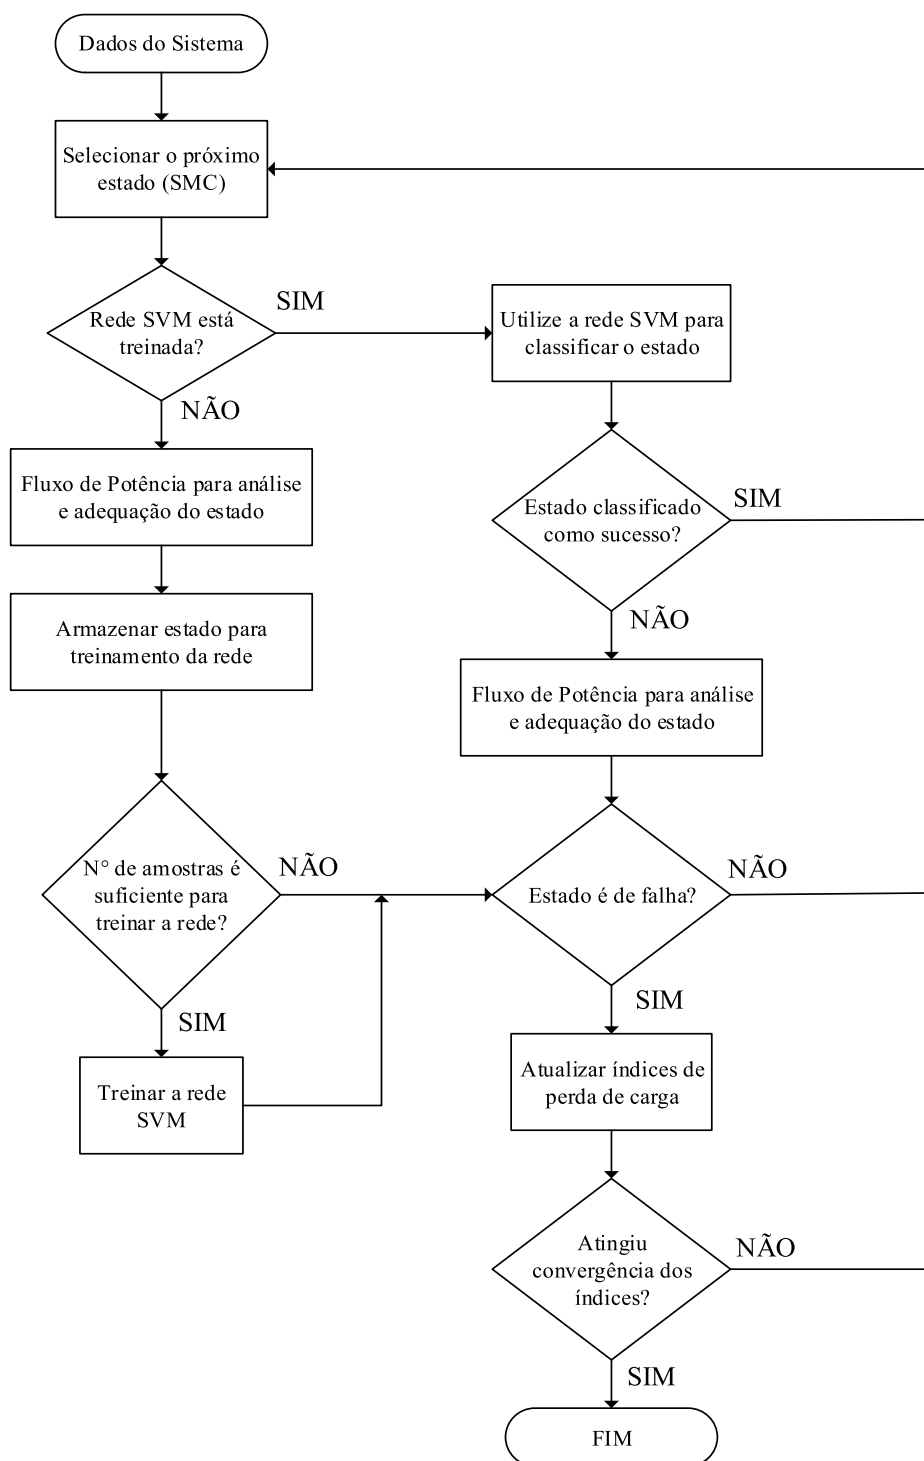 Dados do Sistema
Selecionar o próximo
estado (SMC)
Rede SVM está
treinada?
SIM
NÃO
Utilize a rede SVM para
classificar o estado
Fluxo de Potência para análise
e adequação do estado
Estado classificado
como sucesso?
SIM
NÃO
Armazenar estado para
treinamento da rede
Fluxo de Potência para análise
e adequação do estado
N° de amostras é
suficiente para
treinar a rede?
NÃO
SIM
Estado é de falha?
NÃO
SIM
Treinar a rede
SVM
Atualizar índices de
perda de carga
Atingiu
convergência dos
índices?
NÃO
SIM
FIM